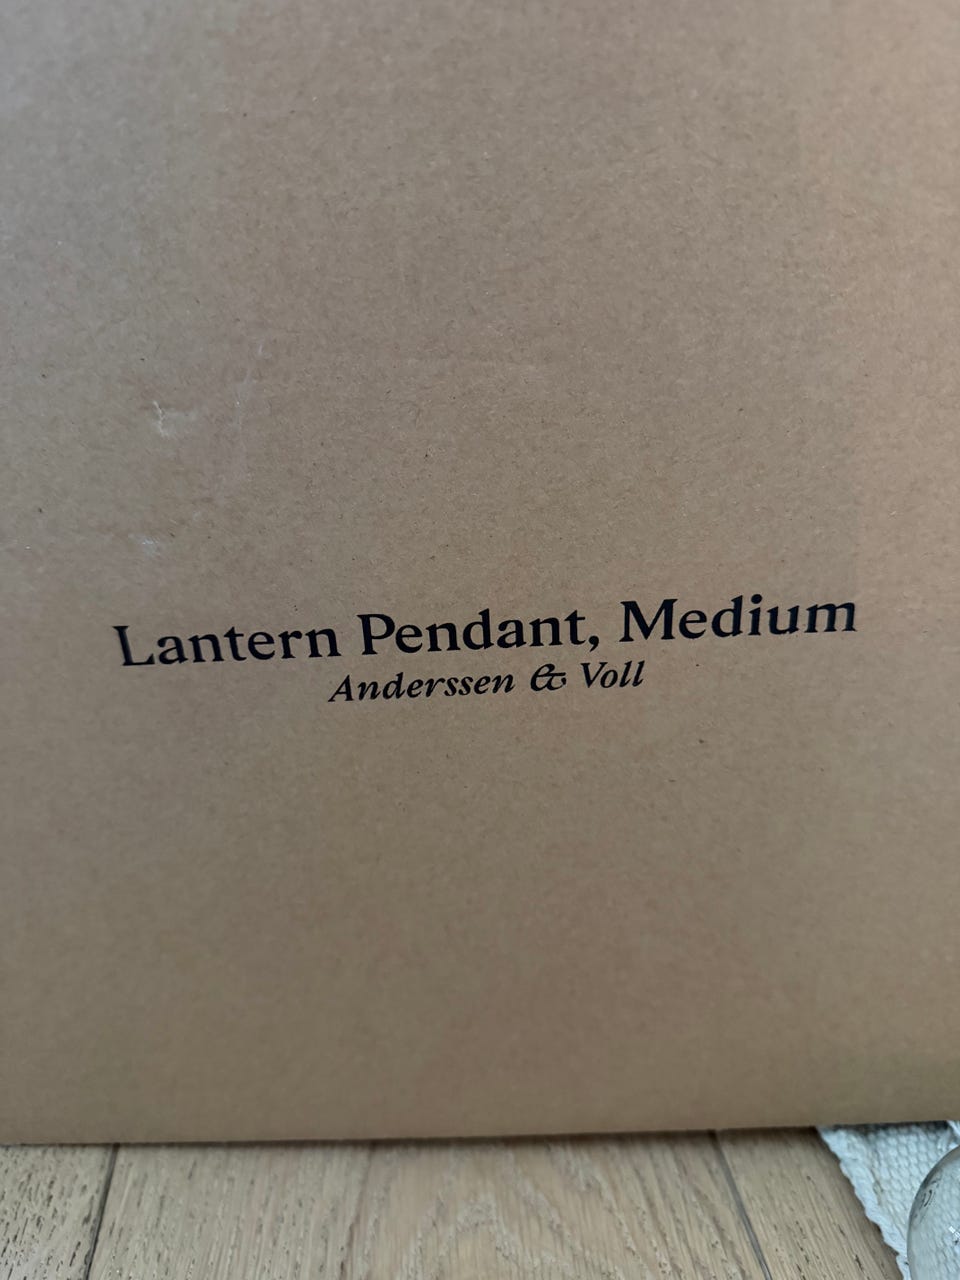 Lantern Pendant, Medium
Anderssen & Voll